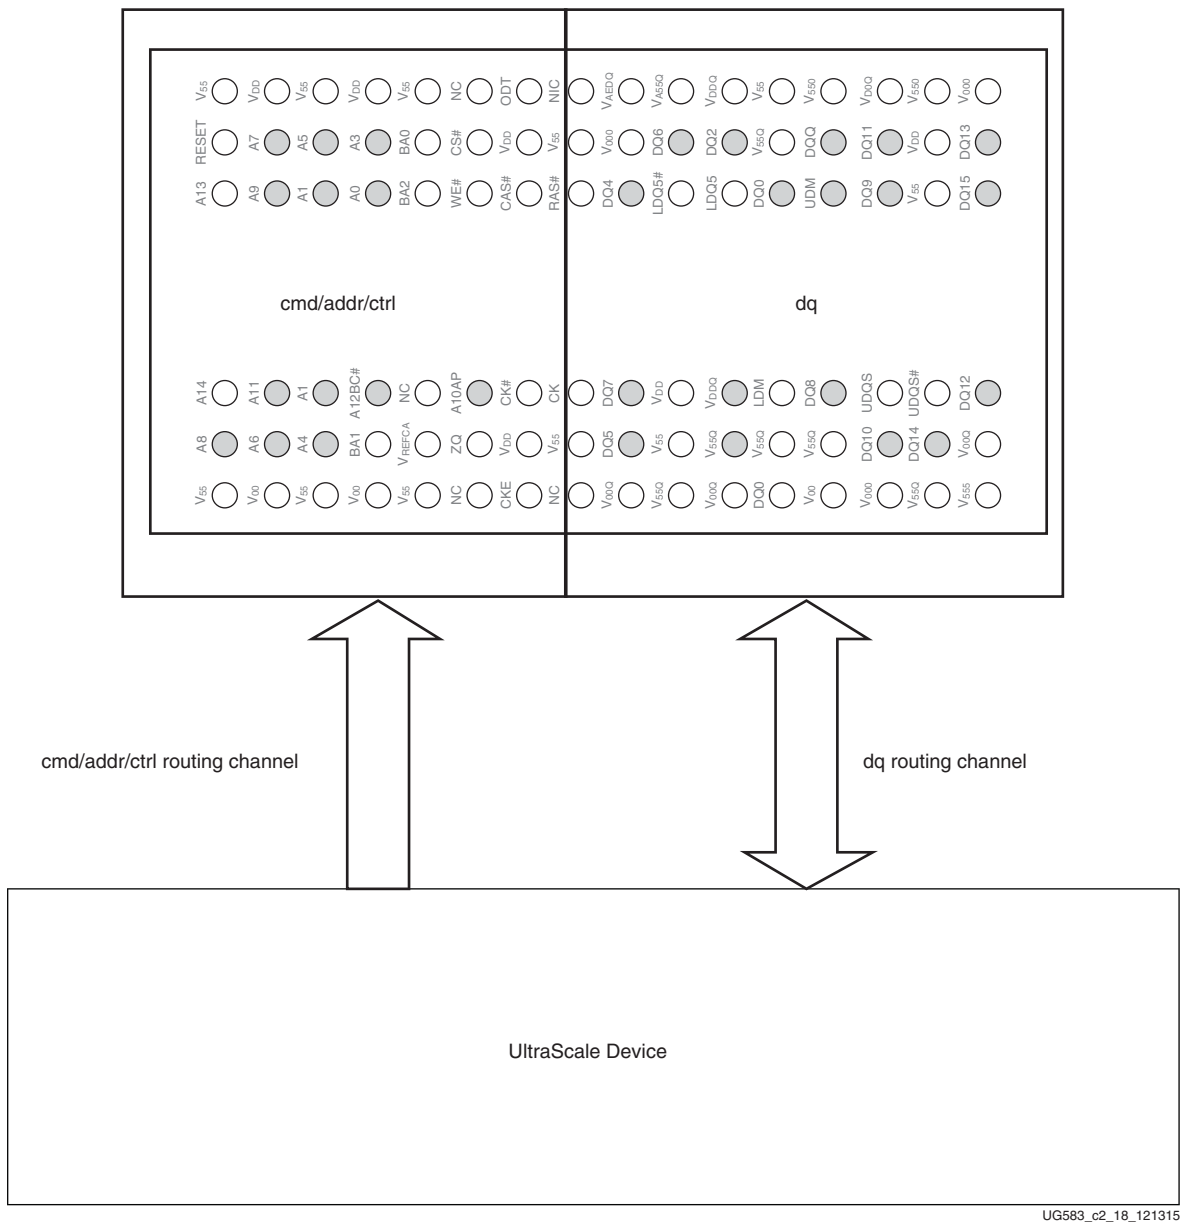 V55 VDD V55 VDD V55 NC ODT NIC VAEDQ VA55Q VDDQ V55 V550 VD0Q V550 V000
RESET A7 A5 A3 BA0 CS# VDD V55 V000 DQ6 DQ2 V55Q DQQ DQ11 VDD DQ13
A13 A9 A1 A0 BA2 WE# CAS# RAS# DQ4 LDQ5# LDQ5 DQ0 UDM DQ9 V55 DQ15
cmd/addr/ctrl dq
A14 A11 A1 A12BC# NC A10AP CK# CK DQ7 VDD VDDQ LDM DQ8 UDQS UDQS# DQ12
A8 A6 A4 BA1 VREFCA ZQ VDD V55 DQ5 V55 V55Q V55Q V55Q DQ10 DQ14 V00Q
V55 V00 V55 V00 V55 NC CKE NC V00Q V55Q V00Q DQ0 V00 V000 V55Q V555
cmd/addr/ctrl routing channel dq routing channel
UltraScale Device
UG583_c2_18_121315